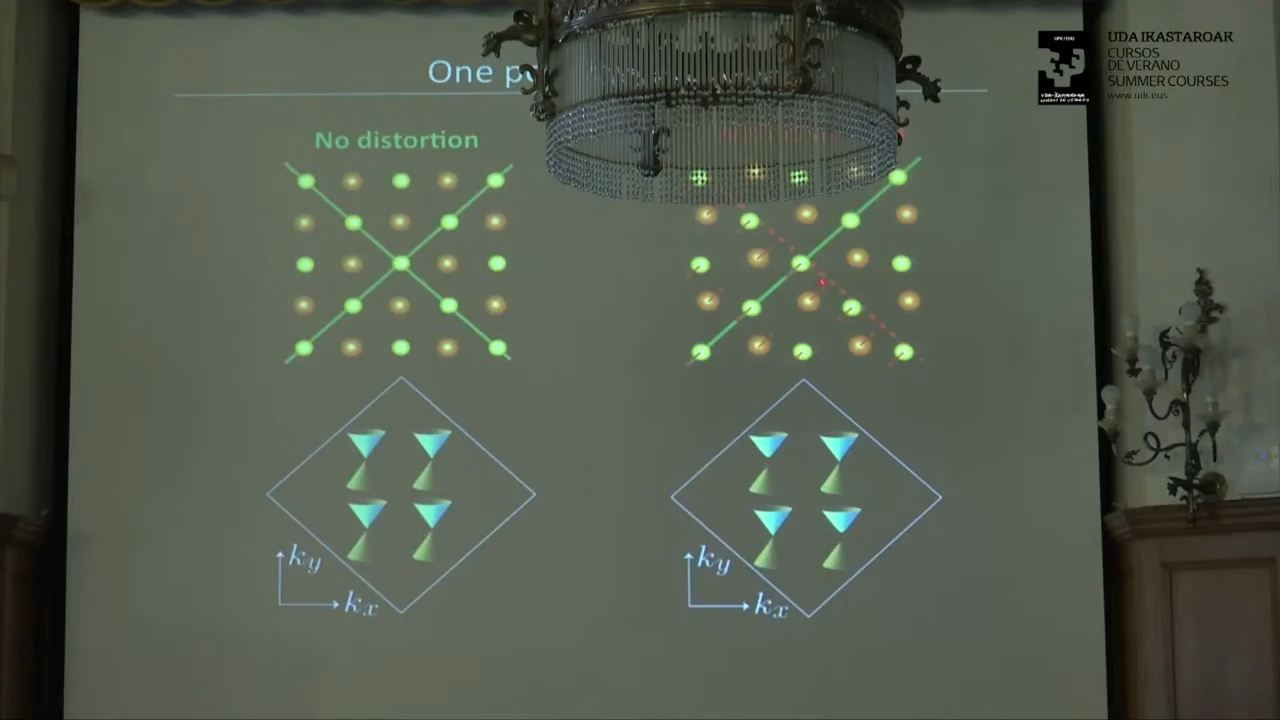 One
No distortion
ky
kx
ky
kx
UDA IKASTAROAK
CURSOS
DE VERANO
SUMMER COURSES
www.uik.eus